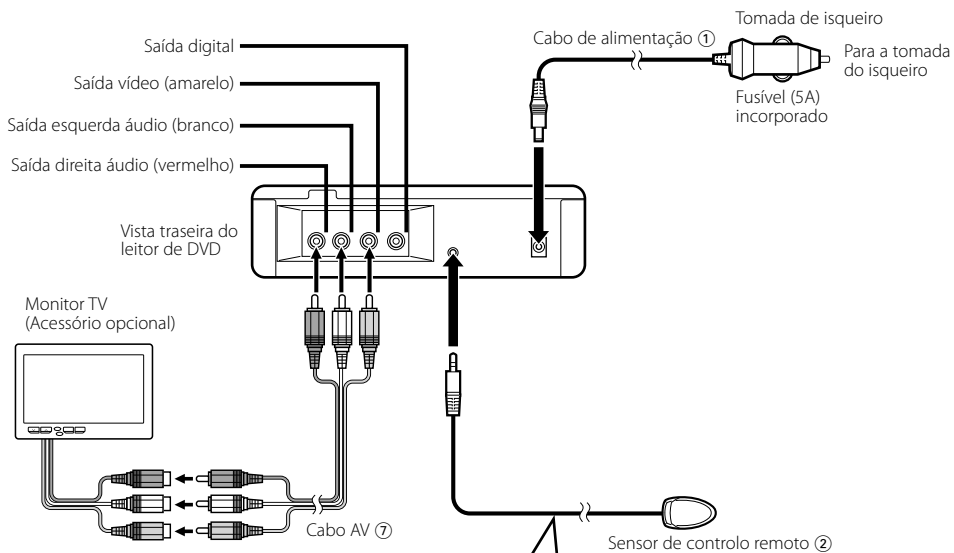 Tomada de isqueiro
Cabo de alimentação ①
Para a tomada
do isqueiro
Fusível (5A)
incorporado
Saída digital
Saída vídeo (amarelo)
Saída esquerda áudio (branco)
Saída direita áudio (vermelho)
Vista traseira do
leitor de DVD
Monitor TV
(Acessório opcional)
Cabo AV ⑦
Sensor de controlo remoto ②